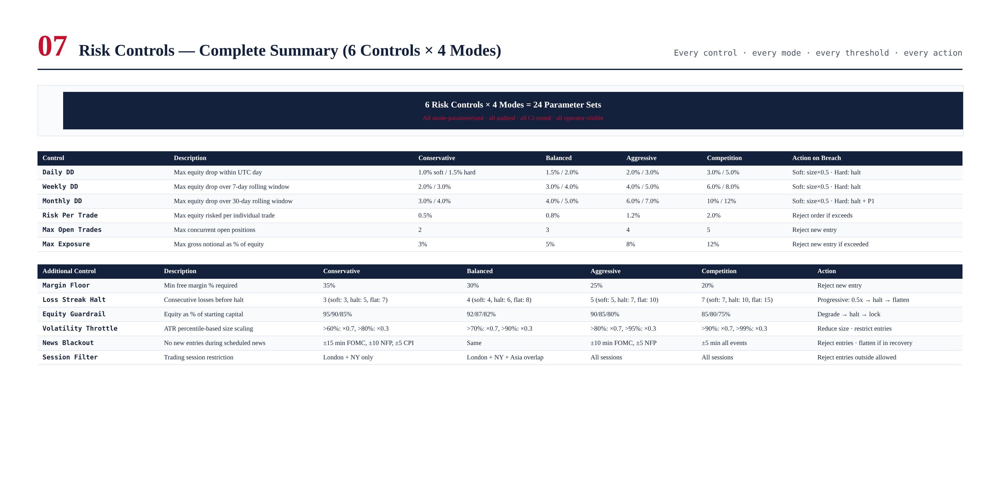 07 Risk Controls — Complete Summary (6 Controls × 4 Modes) Every control · every mode · every threshold · every action
6 Risk Controls × 4 Modes = 24 Parameter Sets
All mode-parameterized · all audited · all CI-tested · all operator-visible
Control Description Conservative Balanced Aggressive Competition Action on Breach
Daily DD Max equity drop within UTC day 1.0% soft / 1.5% hard 1.5% / 2.0% 2.0% / 3.0% 3.0% / 5.0% Soft: size×0.5 · Hard: halt
Weekly DD Max equity drop over 7-day rolling window 2.0% / 3.0% 3.0% / 4.0% 4.0% / 5.0% 6.0% / 8.0% Soft: size×0.5 · Hard: halt
Monthly DD Max equity drop over 30-day rolling window 3.0% / 4.0% 4.0% / 5.0% 6.0% / 7.0% 10% / 12% Soft: size×0.5 · Hard: halt + P1
Risk Per Trade Max equity risked per individual trade 0.5% 0.8% 1.2% 2.0% Reject order if exceeds
Max Open Trades Max concurrent open positions 2 3 4 5 Reject new entry
Max Exposure Max gross notional as % of equity 3% 5% 8% 12% Reject new entry if exceeded
Additional Control Description Conservative Balanced Aggressive Competition Action
Margin Floor Min free margin % required 35% 30% 25% 20% Reject new entry
Loss Streak Halt Consecutive losses before halt 3 (soft: 3, halt: 5, flat: 7) 4 (soft: 4, halt: 6, flat: 8) 5 (soft: 5, halt: 7, flat: 10) 7 (soft: 7, halt: 10, flat: 15) Progressive: 0.5x → halt → flatten
Equity Guardrail Equity as % of starting capital 95/90/85% 92/87/82% 90/85/80% 85/80/75% Degrade → halt → lock
Volatility Throttle ATR percentile-based size scaling >60%: ×0.7, >80%: ×0.3 >70%: ×0.7, >90%: ×0.3 >80%: ×0.7, >95%: ×0.3 >90%: ×0.7, >99%: ×0.3 Reduce size · restrict entries
News Blackout No new entries during scheduled news ±15 min FOMC, ±10 NFP, ±5 CPI Same ±10 min FOMC, ±5 NFP ±5 min all events Reject entries · flatten if in recovery
Session Filter Trading session restriction London + NY only London + NY + Asia overlap All sessions All sessions Reject entries outside allowed